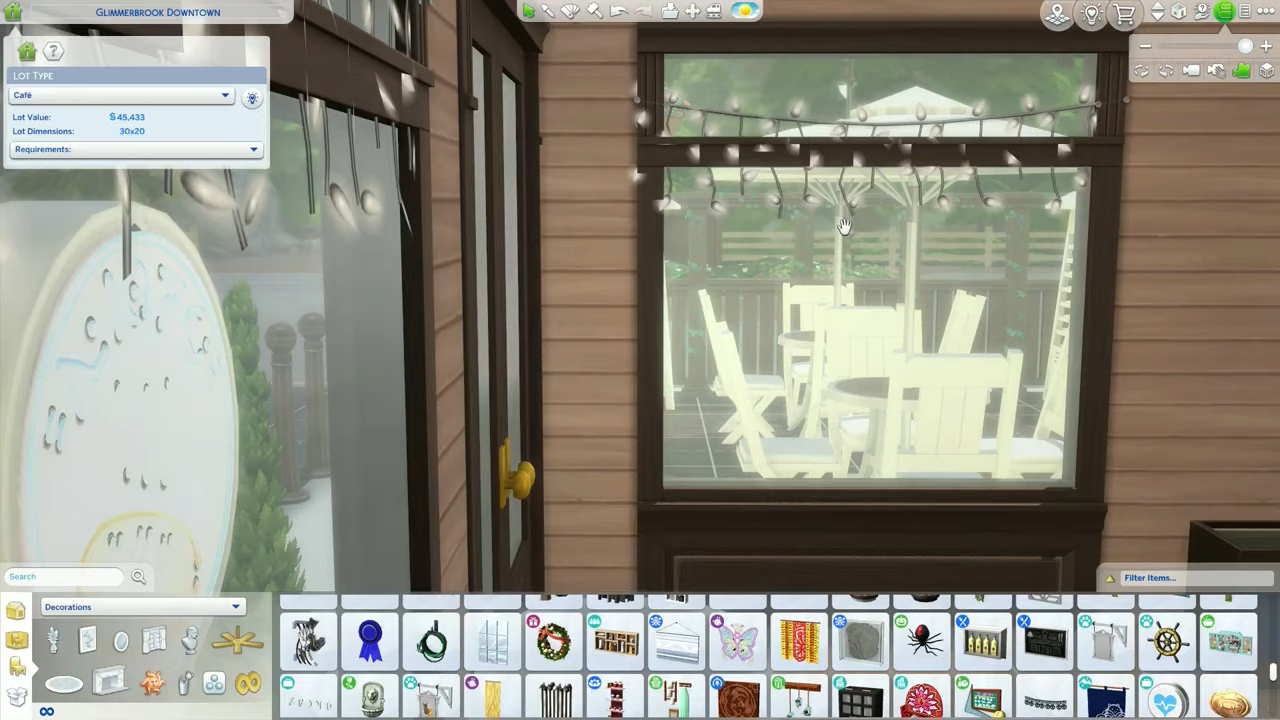 GLIMMERBROOK DOWNTOWN
?
LOT TYPE
Café
Lot Value: §45,433
Lot Dimensions: 30x20
Requirements:
Search
Filter Items...
Decorations